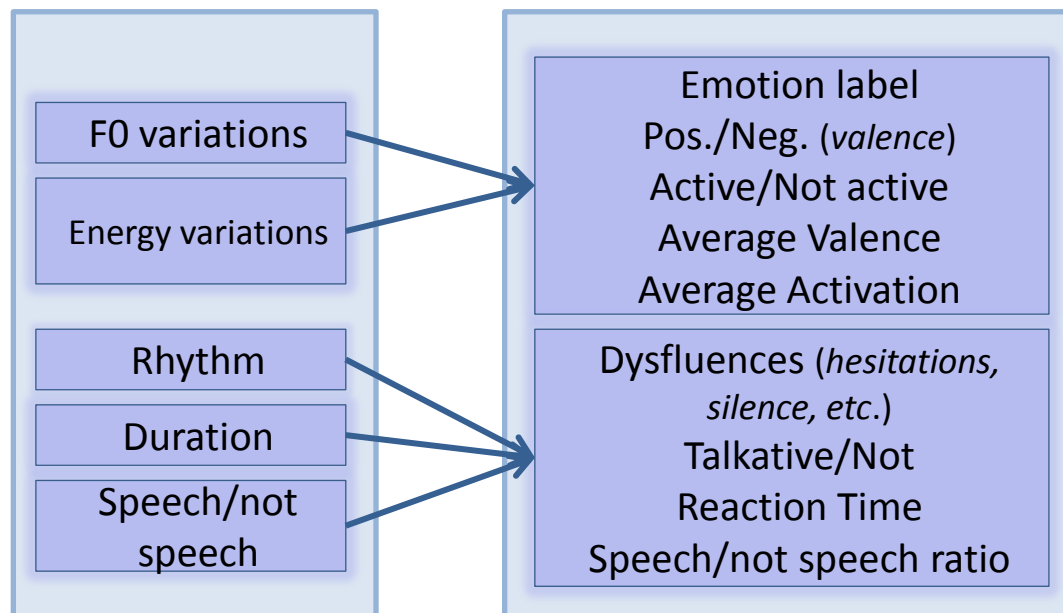 F0 variations
Energy variations
Rhythm
Duration
Speech/not
speech
Emotion label
Pos./Neg. (valence)
Active/Not active
Average Valence
Average Activation
Dysfluences (hesitations,
silence, etc.)
Talkative/Not
Reaction Time
Speech/not speech ratio